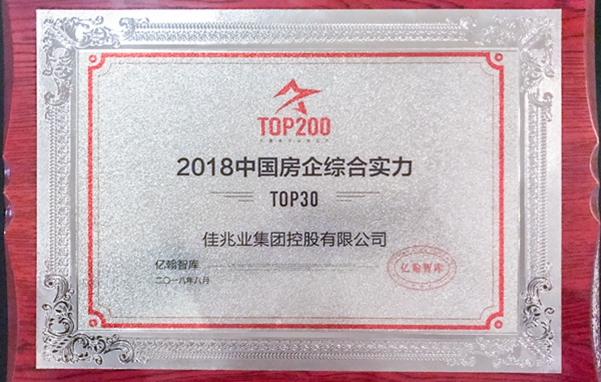 TOP200
2018中国房企综合实力
TOP30
佳兆业集团控股有限公司
亿翰智库
二〇一八年八月
亿翰智库